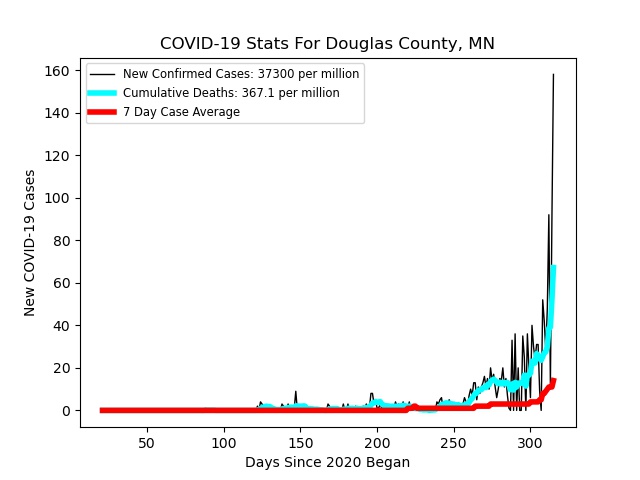 COVID-19 Stats For Douglas County, MN
New Confirmed Cases: 37300 per million
Cumulative Deaths: 367.1 per million
7 Day Case Average
New COVID-19 Cases
160
140
120
100
80
60
40
20
0
50 100 150 200 250 300
Days Since 2020 Began